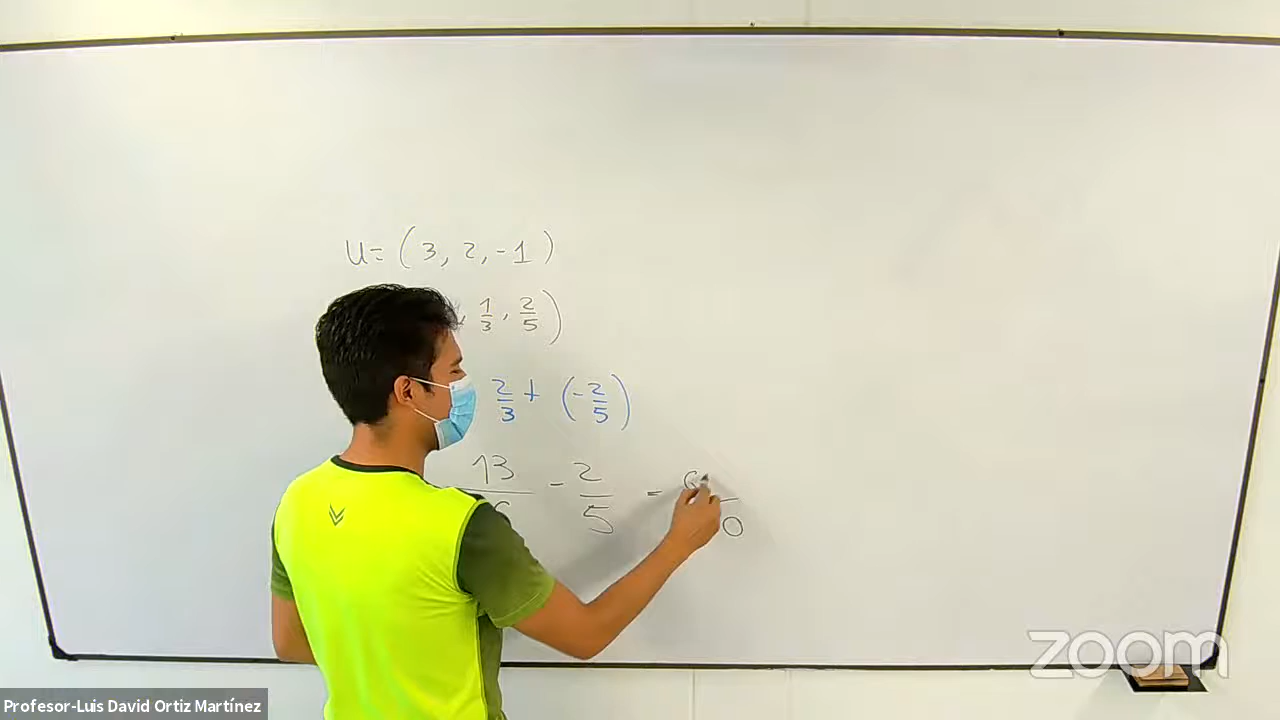 U= (3, 2, -1)
, 1/3, 2/5)
2/3 + (-2/5)
13/6 - 2/5 =
zoom
Profesor-Luis David Ortiz Martínez